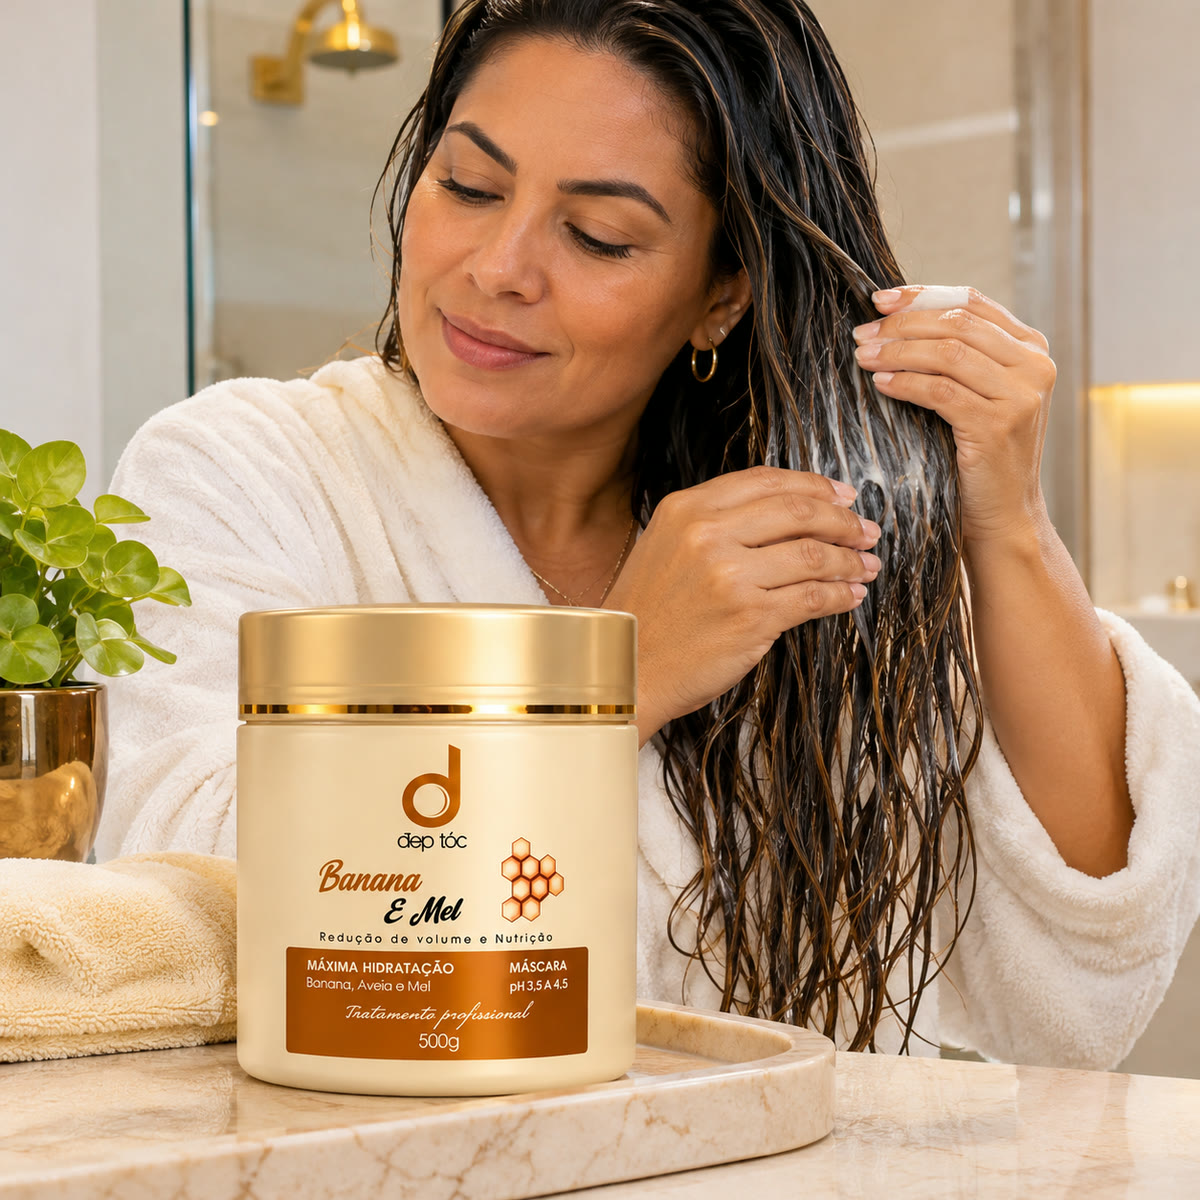 đep tóc
Banana
E Mel
Redução de volume e Nutrição
MÁXIMA HIDRATAÇÃO
Banana, Aveia e Mel
MÁSCARA
pH 3,5 A 4,5
Tratamento profissional
500g